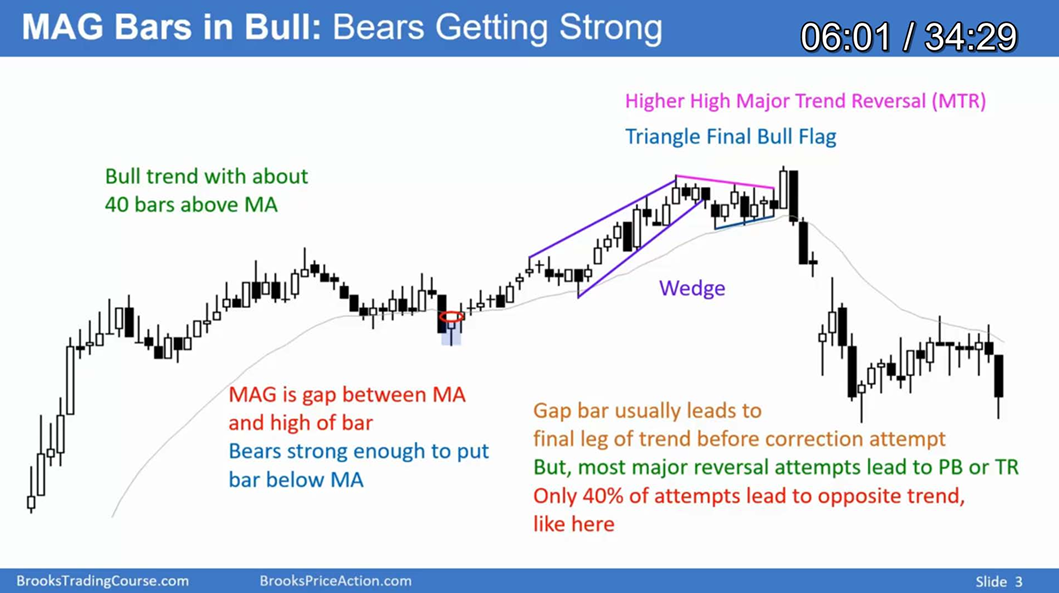 MAG Bars in Bull: Bears Getting Strong
06:01 / 34:29
Higher High Major Trend Reversal (MTR)
Triangle Final Bull Flag
Bull trend with about
40 bars above MA
Wedge
MAG is gap between MA
and high of bar
Bears strong enough to put
bar below MA
Gap bar usually leads to
final leg of trend before correction attempt
But, most major reversal attempts lead to PB or TR
Only 40% of attempts lead to opposite trend,
like here
BrooksTradingCourse.com
BrooksPriceAction.com
Slide 3